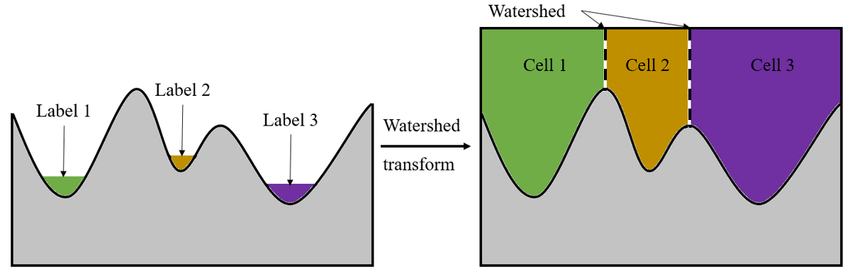 Label 1
Label 2
Label 3
Watershed
transform
Watershed
Cell 1
Cell 2
Cell 3